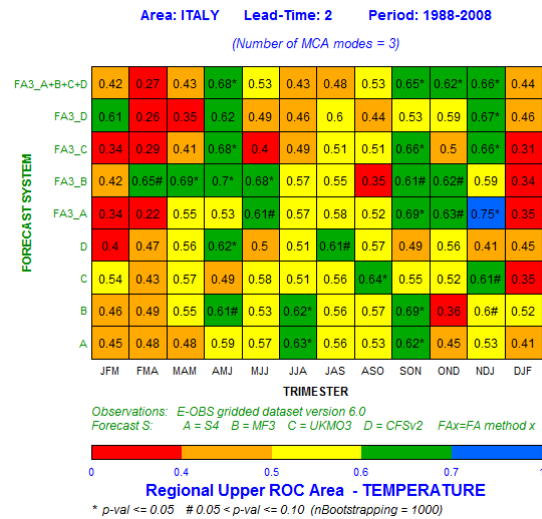 Area: ITALY Lead-Time: 2 Period: 1988-2008
(Number of MCA modes = 3)
FORECAST SYSTEM
FA3_A+B+C+D 0.42 0.27 0.43 0.68* 0.53 0.43 0.48 0.53 0.65* 0.62* 0.66* 0.44
FA3_D 0.61 0.26 0.35 0.62 0.49 0.46 0.6 0.44 0.53 0.59 0.67* 0.46
FA3_C 0.34 0.29 0.41 0.68* 0.4 0.49 0.51 0.51 0.66* 0.5 0.66* 0.31
FA3_B 0.42 0.65# 0.69* 0.7* 0.68* 0.57 0.55 0.35 0.61# 0.62# 0.59 0.34
FA3_A 0.34 0.22 0.55 0.53 0.61# 0.57 0.58 0.52 0.69* 0.63# 0.75* 0.35
D 0.4 0.47 0.56 0.62* 0.5 0.51 0.61# 0.57 0.49 0.56 0.41 0.45
C 0.54 0.43 0.57 0.49 0.58 0.51 0.56 0.64* 0.55 0.52 0.61# 0.35
B 0.46 0.49 0.55 0.61# 0.53 0.62* 0.56 0.57 0.69* 0.36 0.6# 0.52
A 0.45 0.48 0.48 0.59 0.57 0.63* 0.56 0.53 0.62* 0.45 0.53 0.41
JFM FMA MAM AMJ MJJ JJA JAS ASO SON OND NDJ DJF
TRIMESTER
Observations: E-OBS gridded dataset version 6.0
Forecast S: A = S4 B = MF3 C = UKMO3 D = CFSv2 FAx=FA method x
0 0.4 0.5 0.6 0.7 1
Regional Upper ROC Area - TEMPERATURE
* p-val <= 0.05 # 0.05 < p-val <= 0.10 (nBootstrapping = 1000)